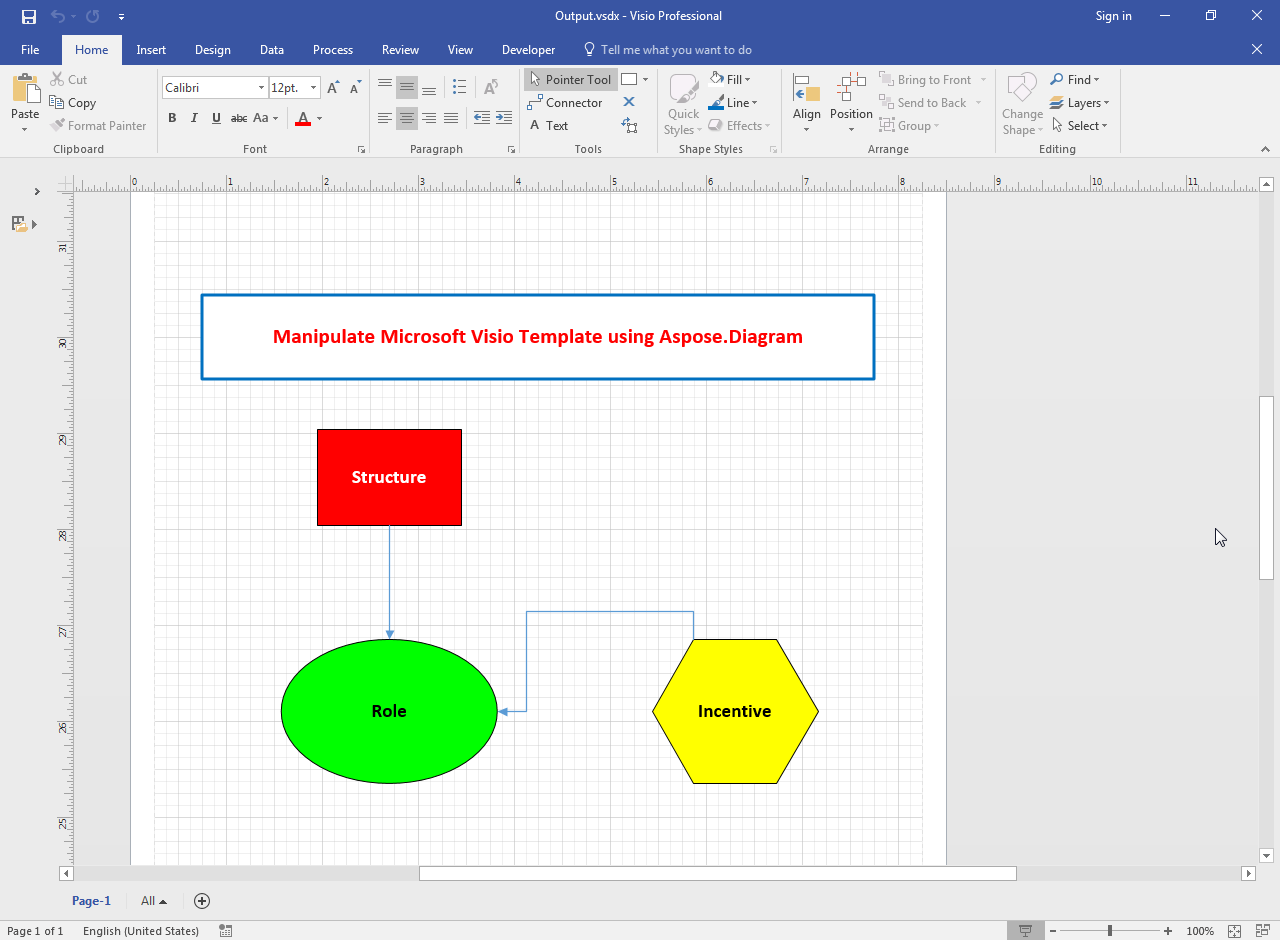 Output.vsdx - Visio Professional
Sign in
File Home Insert Design Data Process Review View Developer Tell me what you want to do
Paste
Cut
Copy
Format Painter
Clipboard
Calibri 12pt. A A
B I U abc Aa A
Font
A
Paragraph
Pointer Tool
Connector
A Text
Tools
Quick Styles
Fill
Line
Effects
Shape Styles
Align
Position
Bring to Front
Send to Back
Group
Arrange
Change Shape
Find
Layers
Select
Editing
0 1 2 3 4 5 6 7 8 9 10 11
31
30
29
28
27
26
25
Manipulate Microsoft Visio Template using Aspose.Diagram
Structure
Role
Incentive
Page-1 All
Page 1 of 1 English (United States) 100%